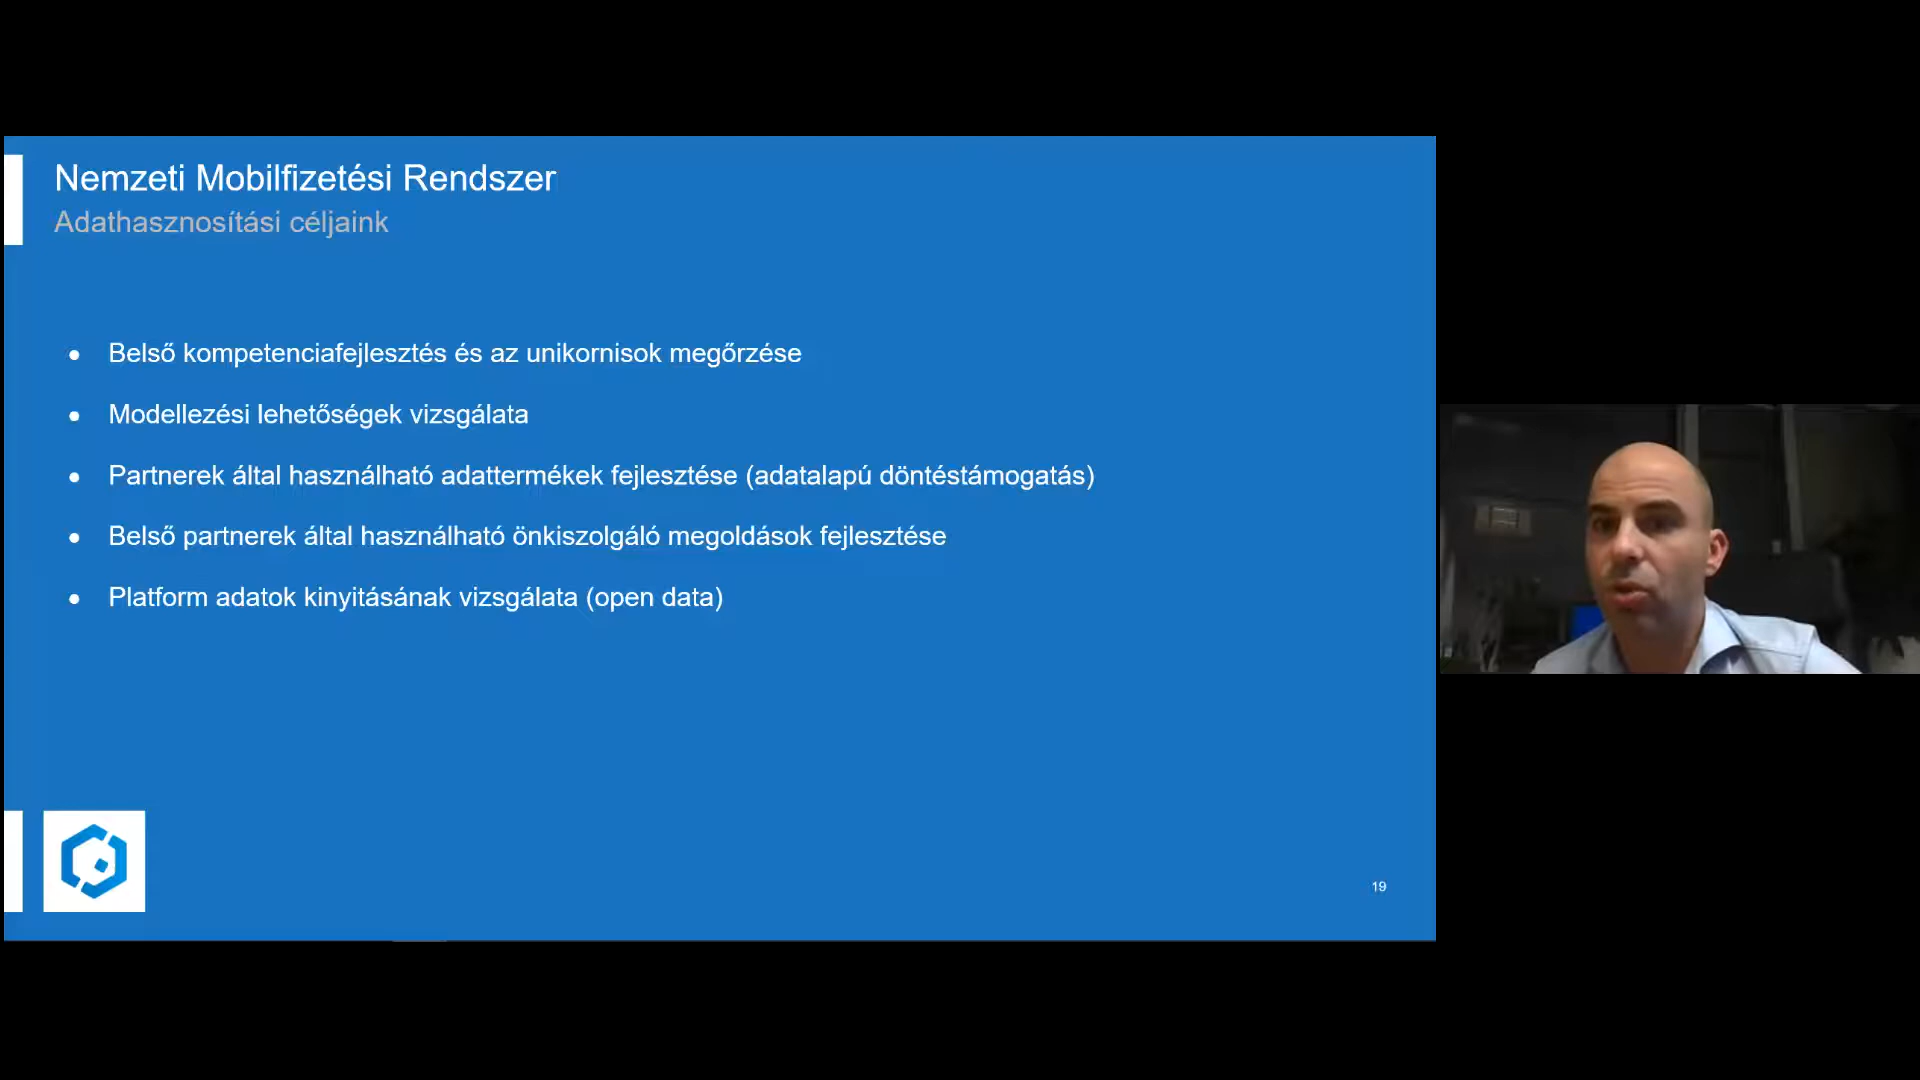 Nemzeti Mobilfizetési Rendszer
Adathasznosítási céljaink
• Belső kompetenciafejlesztés és az unikornisok megőrzése
• Modellezési lehetőségek vizsgálata
• Partnerek által használható adattermékek fejlesztése (adatalapú döntéstámogatás)
• Belső partnerek által használható önkiszolgáló megoldások fejlesztése
• Platform adatok kinyitásának vizsgálata (open data)
19